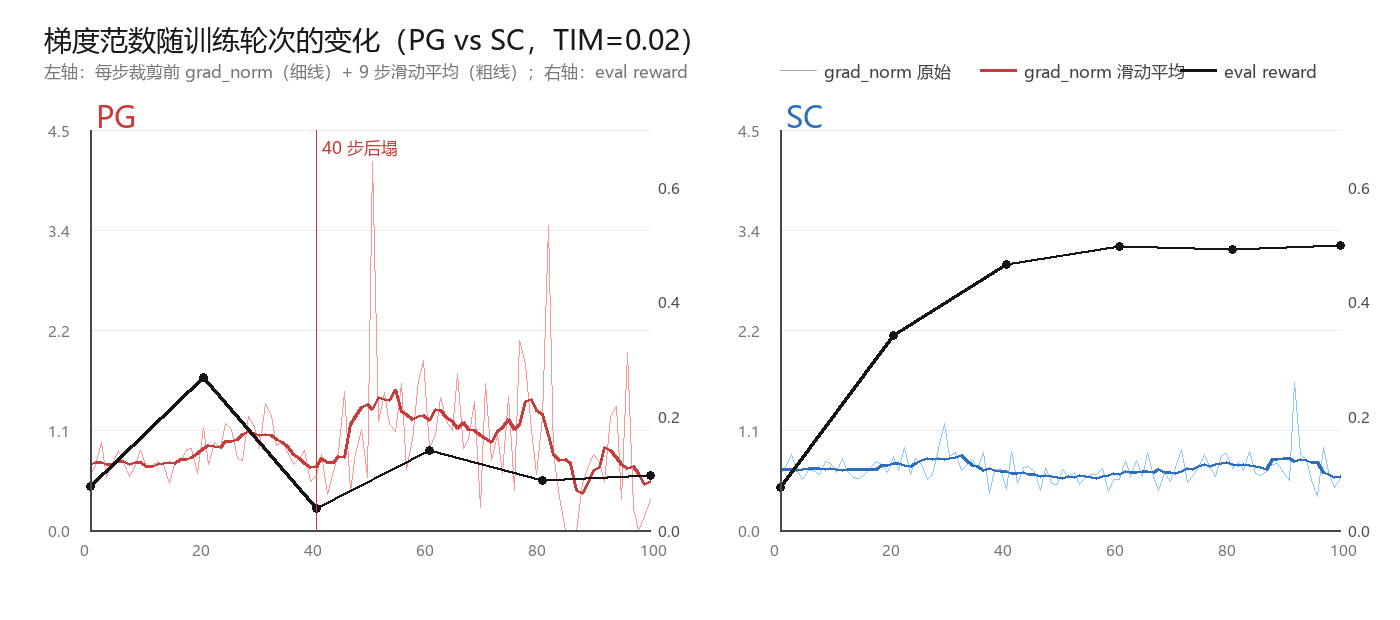 梯度范数随训练轮次的变化（PG vs SC，TIM=0.02）
左轴：每步裁剪前 grad_norm（细线）+ 9 步滑动平均（粗线）；右轴：eval reward
grad_norm 原始
grad_norm 滑动平均
eval reward
PG
40 步后塌
4.5
3.4
2.2
1.1
0.0
0.6
0.4
0.2
0.0
0 20 40 60 80 100
SC
4.5
3.4
2.2
1.1
0.0
0.6
0.4
0.2
0.0
0 20 40 60 80 100